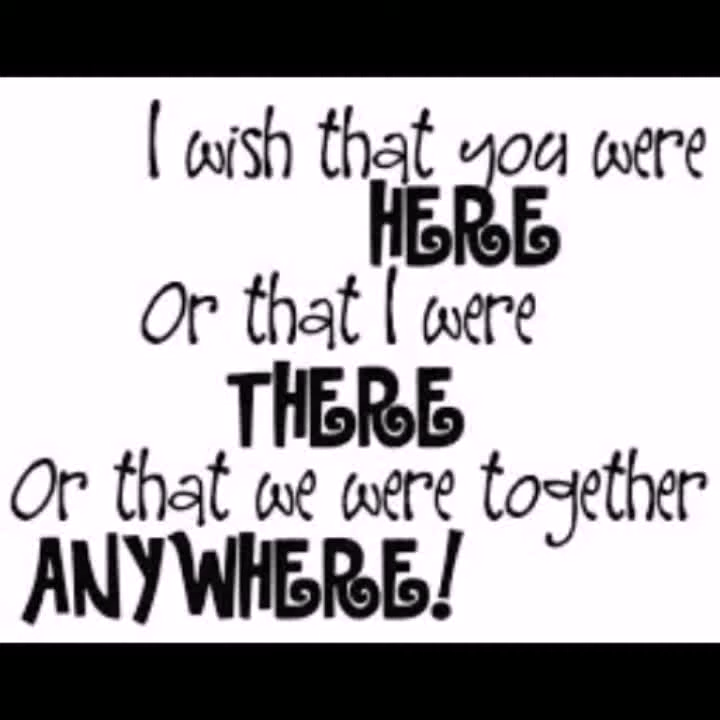 I wish that you were
HERE
Or that I were
THERE
Or that we were together
ANYWHERE!